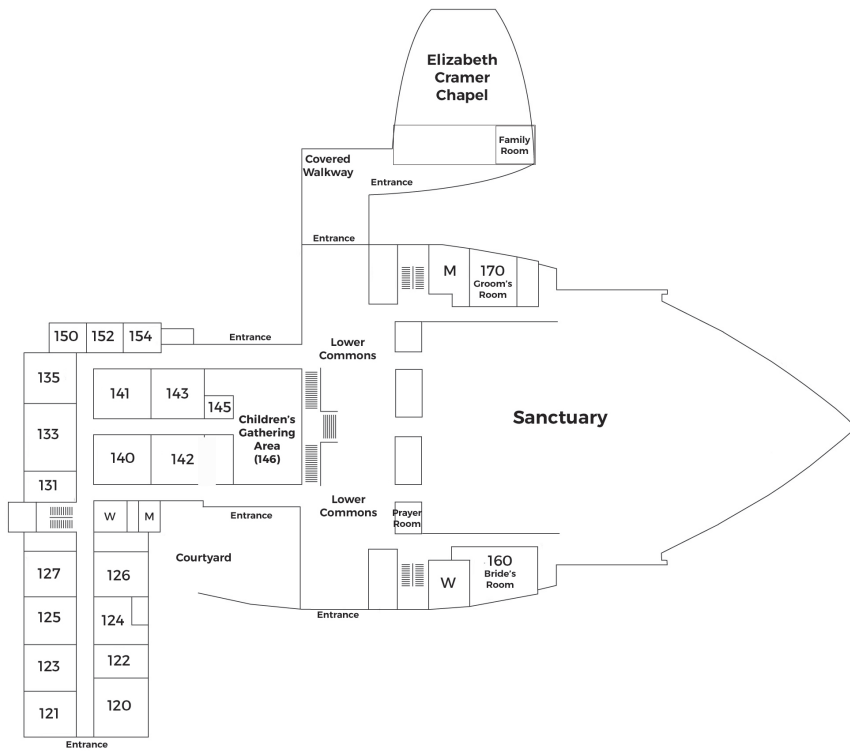 Elizabeth
Cramer
Chapel
Family
Room
Covered
Walkway
Entrance
Entrance
M
170
Groom's
Room
150
152
154
Entrance
Lower
Commons
135
141
143
145
133
Children's
Gathering
Area
(146)
Sanctuary
140
142
131
Lower
Commons
Prayer
Room
W
M
Entrance
Courtyard
127
126
160
Bride's
Room
W
125
124
Entrance
123
122
121
120
Entrance